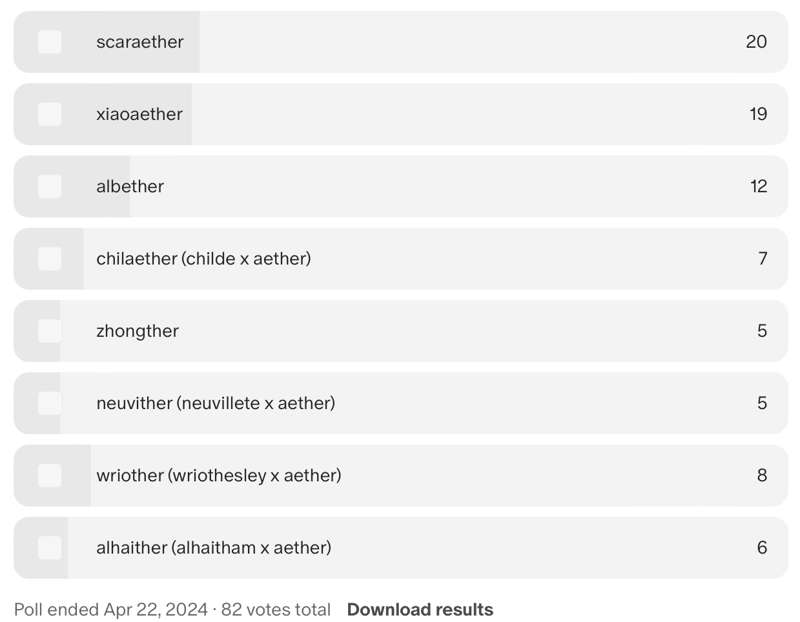 scaraether 20
xiaoaether 19
albether 12
chilaether (childe x aether) 7
zhongther 5
neuvither (neuvillete x aether) 5
wriother (wriothesley x aether) 8
alhaither (alhaitham x aether) 6
Poll ended Apr 22, 2024 · 82 votes total Download results